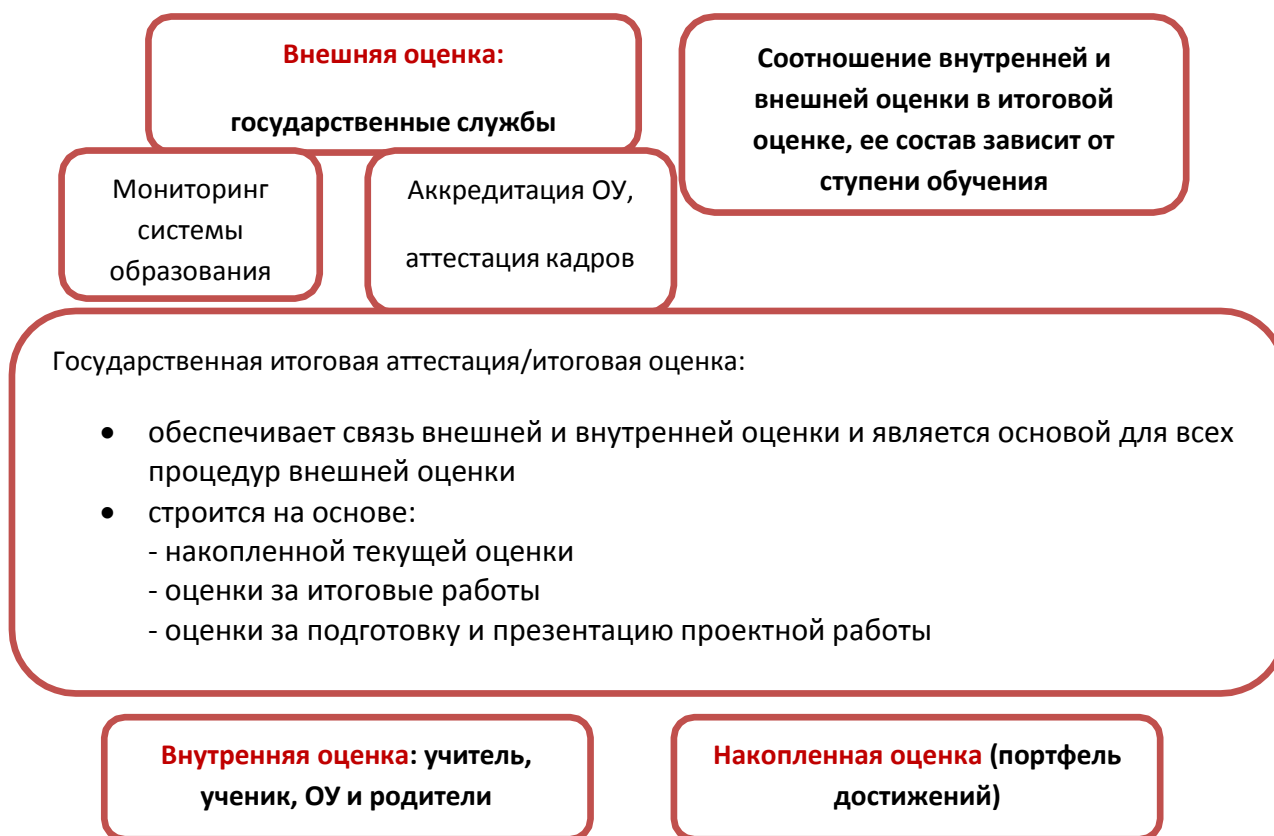 Внешняя оценка:
государственные службы
Соотношение внутренней и
внешней оценки в итоговой
оценке, ее состав зависит от
ступени обучения
Мониторинг
системы
образования
Аккредитация ОУ,
аттестация кадров
Государственная итоговая аттестация/итоговая оценка:
• обеспечивает связь внешней и внутренней оценки и является основой для всех
процедур внешней оценки
• строится на основе:
- накопленной текущей оценки
- оценки за итоговые работы
- оценки за подготовку и презентацию проектной работы
Внутренняя оценка: учитель,
ученик, ОУ и родители
Накопленная оценка (портфель
достижений)